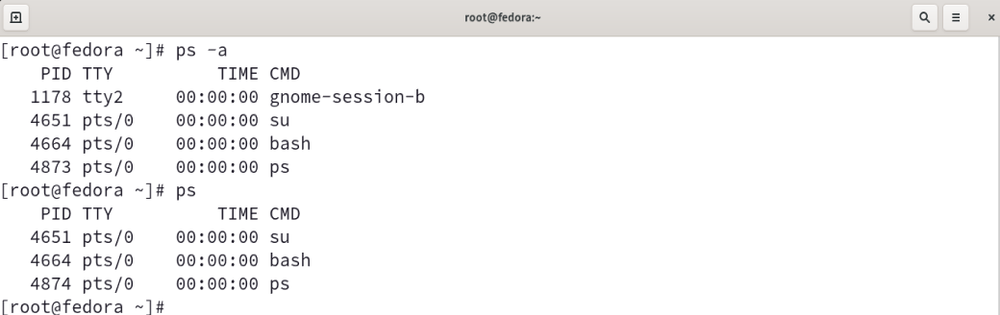 root@fedora:~
[root@fedora ~]# ps -a
    PID TTY          TIME CMD
   1178 tty2     00:00:00 gnome-session-b
   4651 pts/0    00:00:00 su
   4664 pts/0    00:00:00 bash
   4873 pts/0    00:00:00 ps
[root@fedora ~]# ps
    PID TTY          TIME CMD
   4651 pts/0    00:00:00 su
   4664 pts/0    00:00:00 bash
   4874 pts/0    00:00:00 ps
[root@fedora ~]#